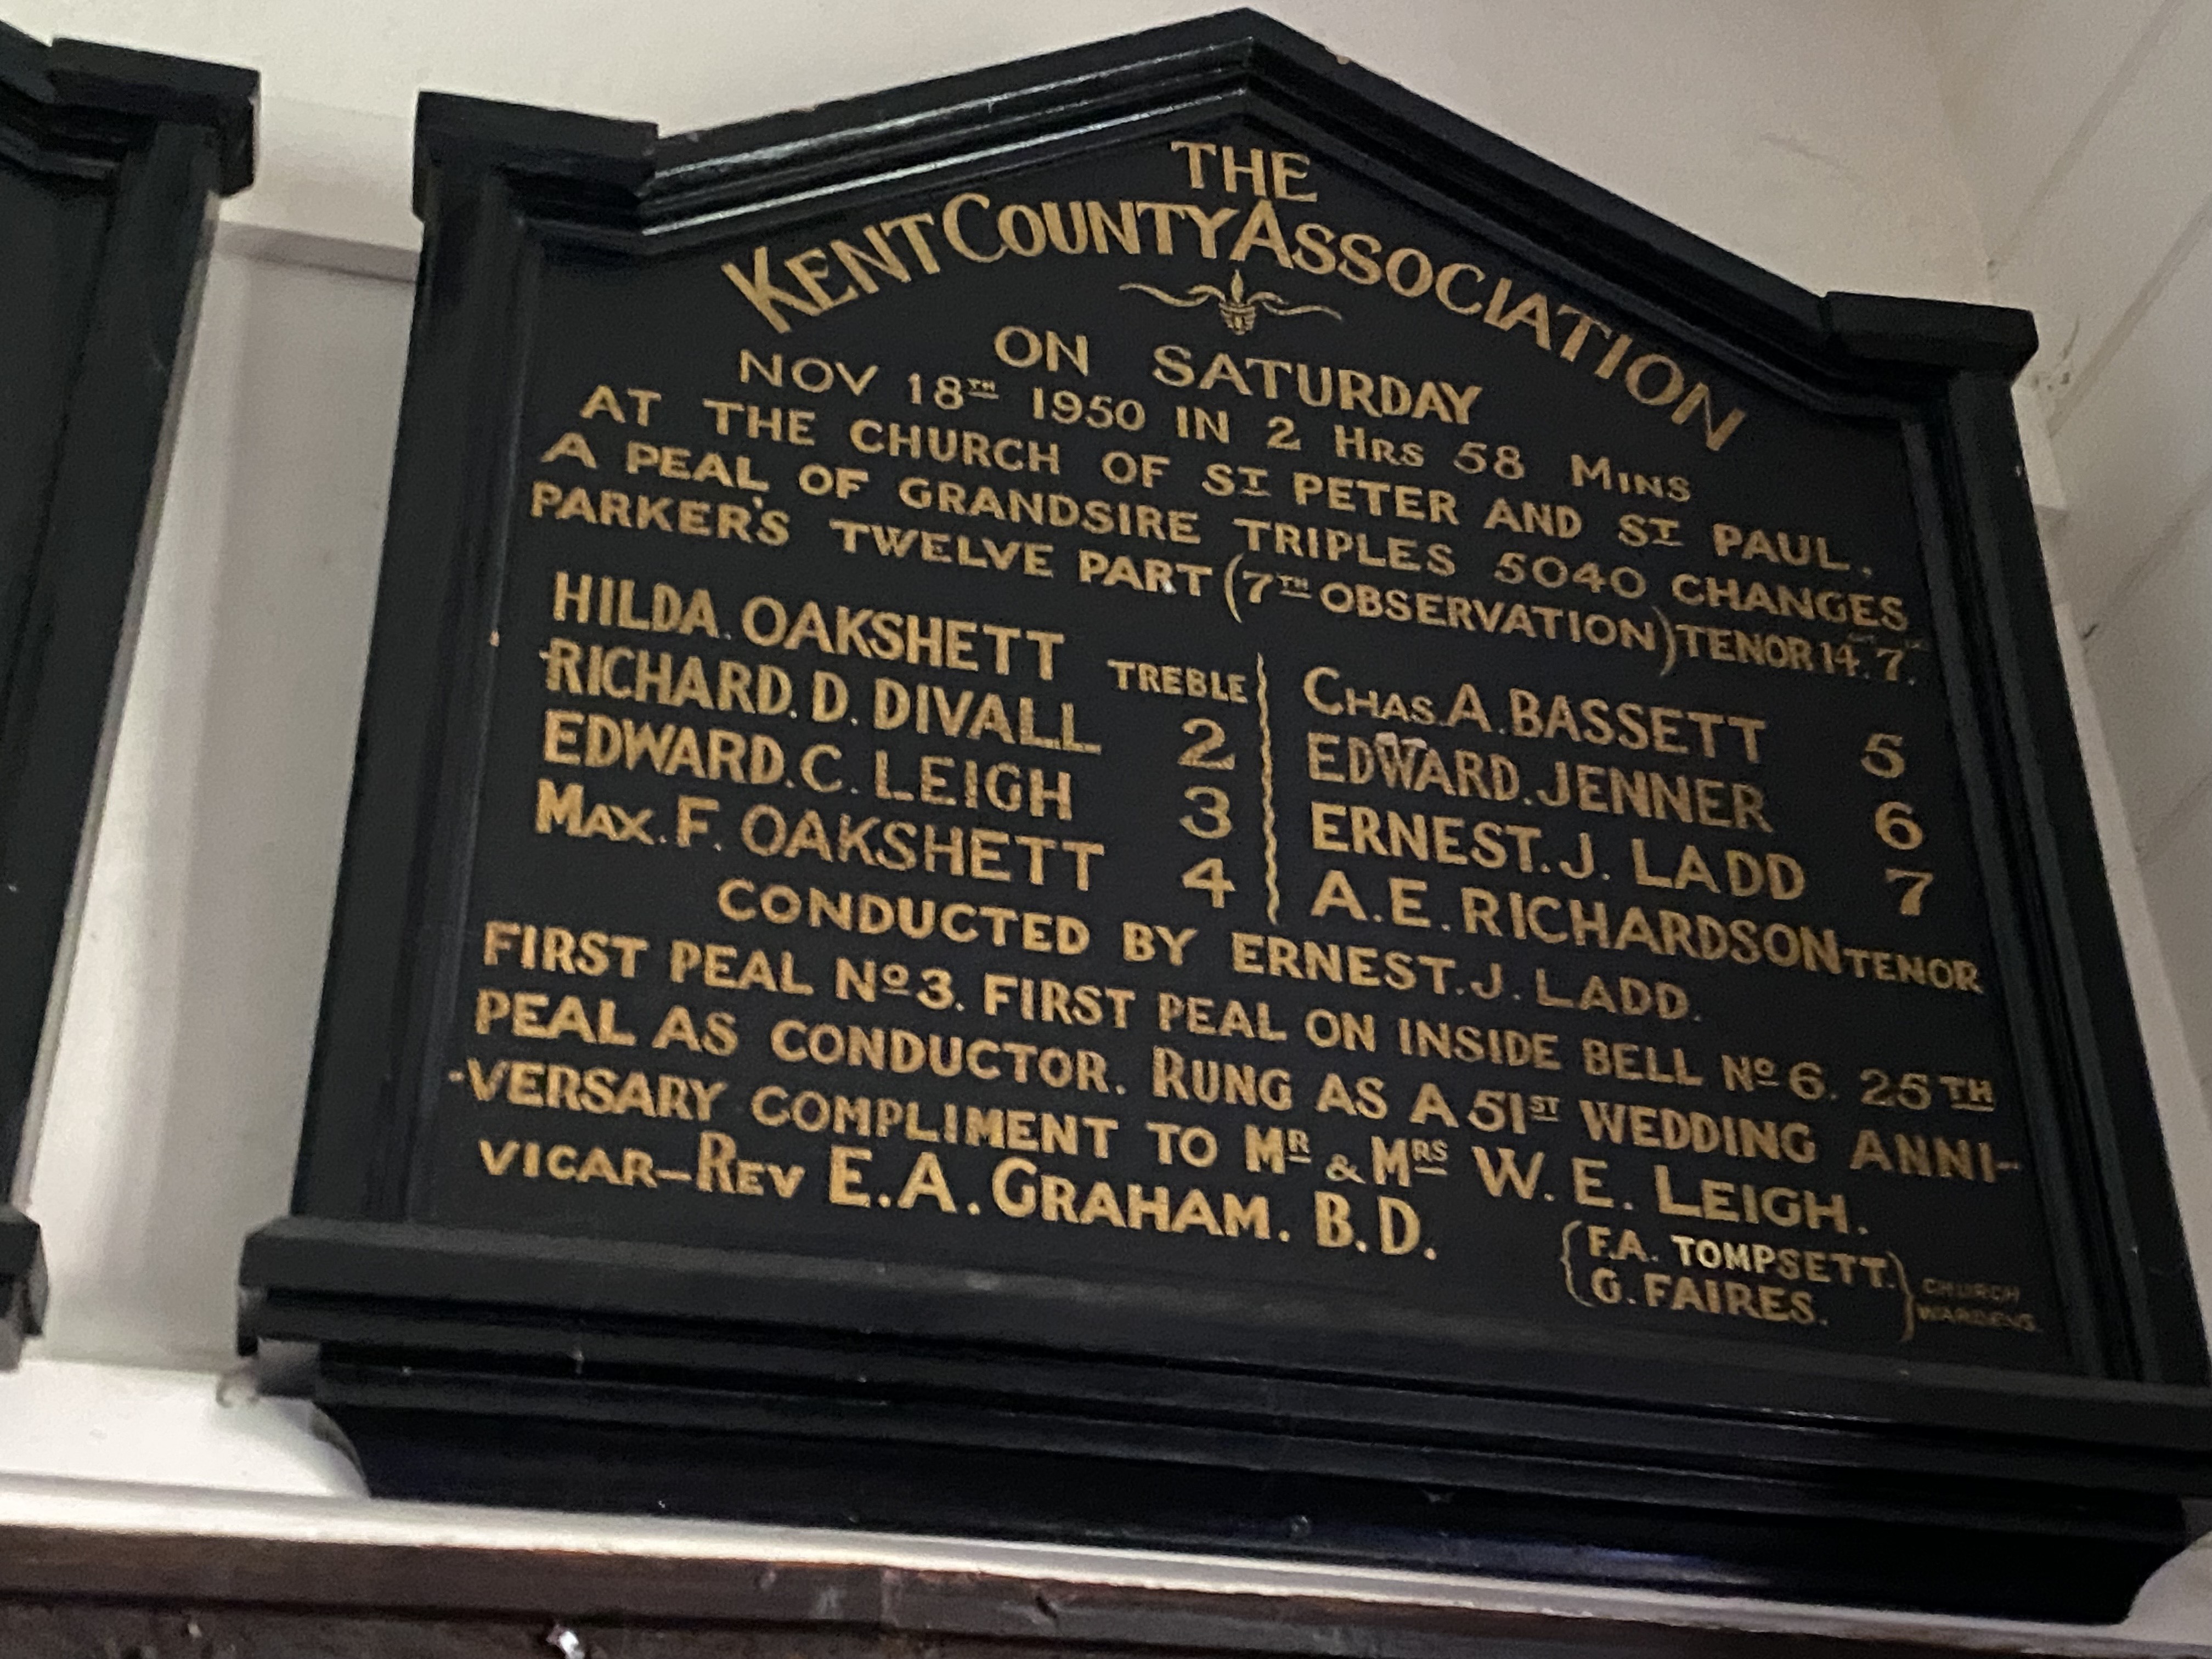 THE
KENT COUNTY ASSOCIATION
ON SATURDAY
NOV 18TH 1950 IN 2 HRS 58 MINS
AT THE CHURCH OF ST PETER AND ST PAUL.
A PEAL OF GRANDSIRE TRIPLES 5040 CHANGES
PARKER'S TWELVE PART (7TH OBSERVATION) TENOR 14. 7.
HILDA. OAKSHETT TREBLE
RICHARD. D. DIVALL 2
EDWARD. C. LEIGH 3
MAX. F. OAKSHETT 4
CHAS. A. BASSETT 5
EDWARD. JENNER 6
ERNEST. J. LADD 7
A. E. RICHARDSON TENOR
CONDUCTED BY ERNEST. J. LADD.
FIRST PEAL No 3. FIRST PEAL ON INSIDE BELL No 6. 25TH
PEAL AS CONDUCTOR. RUNG AS A 51ST WEDDING ANNI-
-VERSARY COMPLIMENT TO MR & MRS W. E. LEIGH.
VICAR-REV E. A. GRAHAM. B.D.
{F.A. TOMPSETT.} CHURCH
{G. FAIRES.} WARDENS.